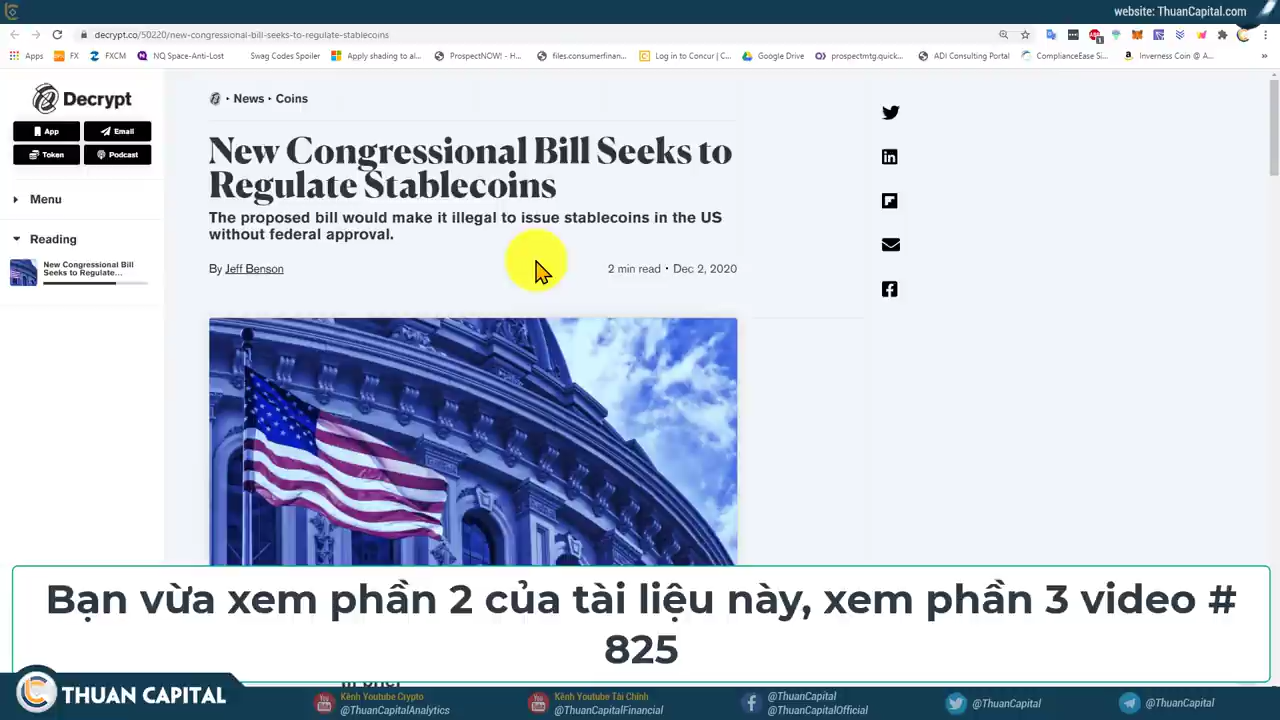 website: ThuanCapital.com
decrypt.co/50220/new-congressional-bill-seeks-to-regulate-stablecoins
Apps
FX
FXCM
NQ Space-Anti-Lost
Swag Codes Spoiler
Apply shading to al...
ProspectNOW! - H...
files.consumerfinan...
Log in to Concur | C...
Google Drive
prospectmtg.quick...
ADI Consulting Portal
ComplianceEase Si...
Inverness Coin @ A...
Decrypt
App
Email
Token
Podcast
Menu
Reading
New Congressional Bill
Seeks to Regulate...
· News · Coins
New Congressional Bill Seeks to
Regulate Stablecoins
The proposed bill would make it illegal to issue stablecoins in the US
without federal approval.
By Jeff Benson
2 min read · Dec 2, 2020
Bạn vừa xem phần 2 của tài liệu này, xem phần 3 video #
825
THUAN CAPITAL
Kênh Youtube Crypto
@ThuanCapitalAnalytics
Kênh Youtube Tài Chính
@ThuanCapitalFinancial
@ThuanCapital
@ThuanCapitalOfficial
@ThuanCapital
@ThuanCapital